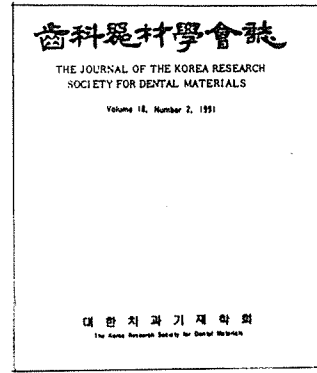 齒科器材學會誌
THE JOURNAL OF THE KOREA RESEARCH
SOCIETY FOR DENTAL MATERIALS
Volume 18, Number 2, 1991
대한치과기재학회
The Korea Research Society for Dental Materials